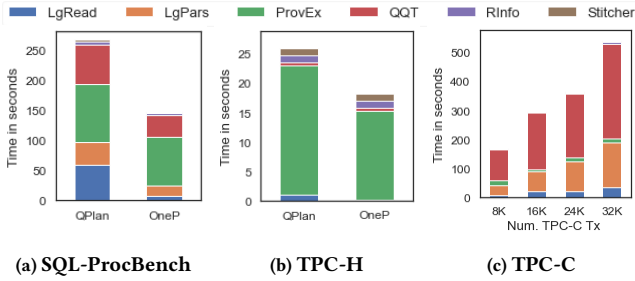 LgRead LgPars ProvEx QQT RInfo Stitcher
Time in seconds
250
200
150
100
50
0
QPlan OneP
(a) SQL-ProcBench
Time in seconds
25
20
15
10
5
0
QPlan OneP
(b) TPC-H
Time in seconds
500
400
300
200
100
0
8K 16K 24K 32K
Num. TPC-C Tx
(c) TPC-C